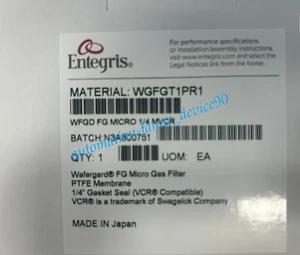 Entegris
For product specifications
or installation/assembly instructions,
visit www.entegris.com and select the
Legal Notices link from the footer.
MATERIAL: WGFGT1PR1
WFGD FG MICRO 1/4 MVCR
BATCH: N3A600751
QTY: 1 UOM: EA
Wafergard® FG Micro Gas Filter
PTFE Membrane
1/4" Gasket Seal (VCR® Compatible)
VCR® is a trademark of Swagelok Company
MADE IN Japan